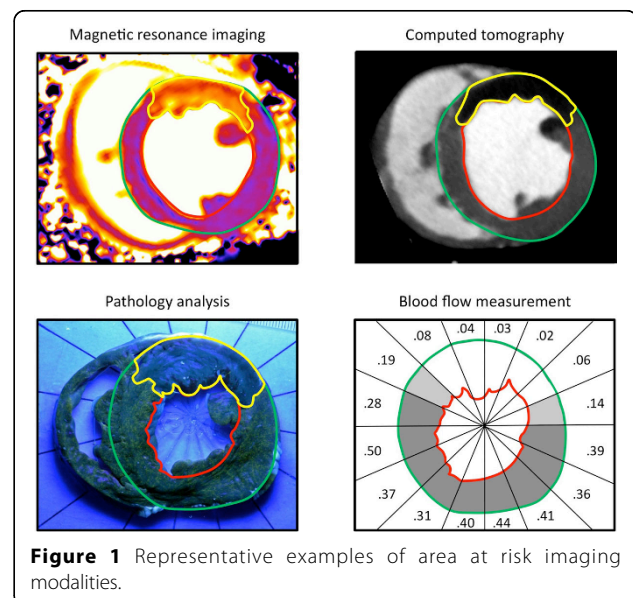 Magnetic resonance imaging
Computed tomography
Pathology analysis
Blood flow measurement
.04 .03
.08 .02
.19 .06
.28 .14
.50 .39
.37 .36
.31 .41
.40 .44
Figure 1 Representative examples of area at risk imaging
modalities.